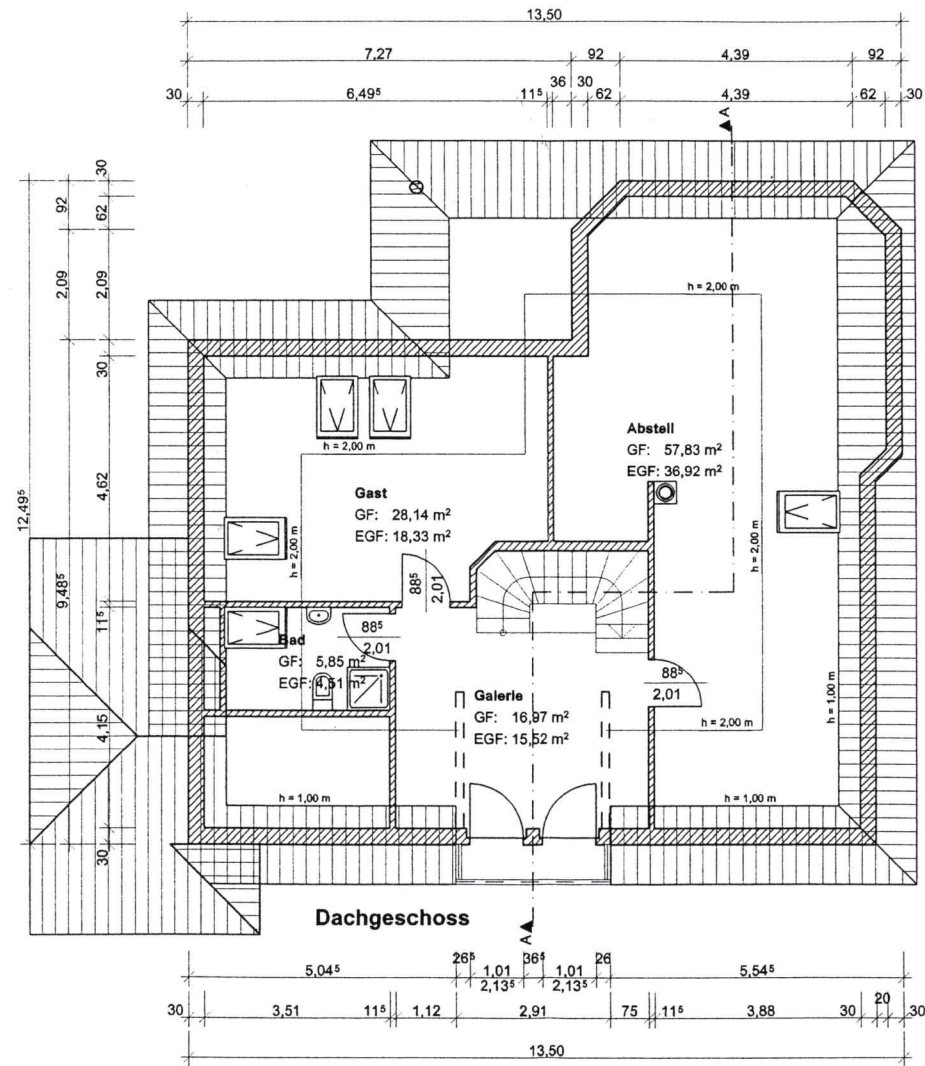 13,50
7,27 92 4,39 92
36 30
30 6,49⁵ 11⁵ 62 4,39 62 30
A
30
92 62
2,09 2,09
h = 2,00 m
30
h = 2,00 m
Abstell
GF: 57,83 m²
EGF: 36,92 m²
4,62
12,49⁵
Gast
GF: 28,14 m²
EGF: 18,33 m²
h = 2,00 m
h = 2,00 m
9,48⁵
88⁵
2,01
11⁵
88⁵
2,01
Bad
GF: 5,85 m²
EGF: 4,51 m²
88⁵
2,01
Galerie
GF: 16,97 m²
EGF: 15,52 m²
h = 1,00 m
4,15
h = 2,00 m
h = 1,00 m
h = 1,00 m
30
Dachgeschoss
A
26⁵ 36⁵ 26
5,04⁵ 1,01 1,01 5,54⁵
2,13⁵ 2,13⁵
20
30 3,51 11⁵ 1,12 2,91 75 11⁵ 3,88 30 30
13,50